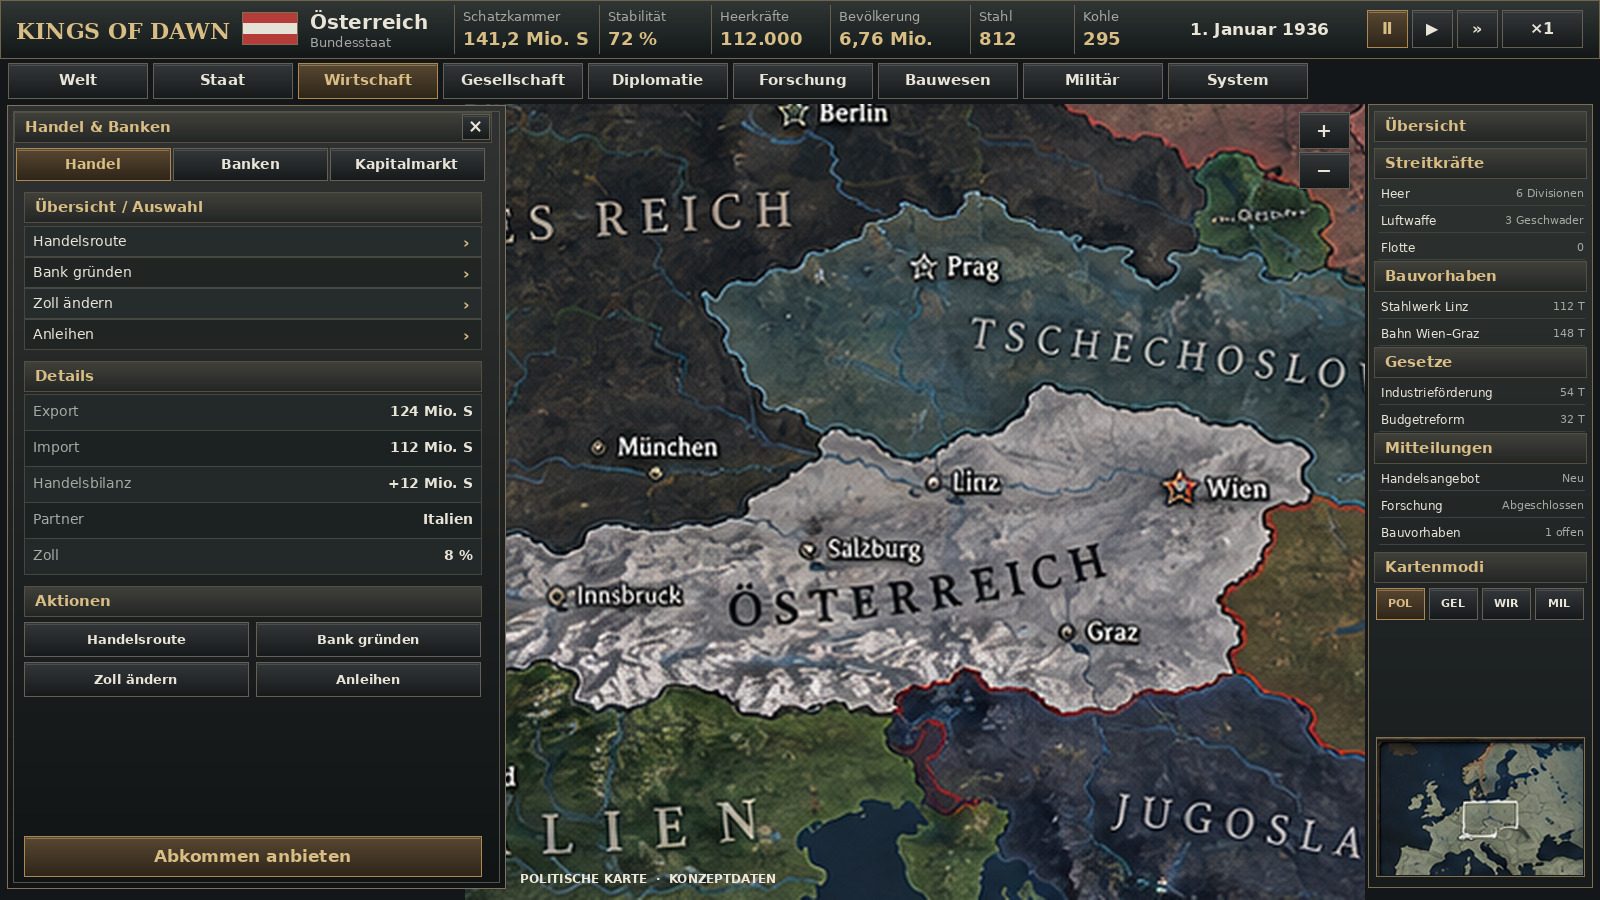 KINGS OF DAWN
Österreich
Bundesstaat
Schatzkammer
141,2 Mio. S
Stabilität
72 %
Heerkräfte
112.000
Bevölkerung
6,76 Mio.
Stahl
812
Kohle
295
1. Januar 1936
×1
Welt
Staat
Wirtschaft
Gesellschaft
Diplomatie
Forschung
Bauwesen
Militär
System
Handel & Banken
Handel
Banken
Kapitalmarkt
Übersicht / Auswahl
Handelsroute
Bank gründen
Zoll ändern
Anleihen
Details
Export 124 Mio. S
Import 112 Mio. S
Handelsbilanz +12 Mio. S
Partner Italien
Zoll 8 %
Aktionen
Handelsroute
Bank gründen
Zoll ändern
Anleihen
Abkommen anbieten
Berlin
ES REICH
Prag
TSCHECHOSLOV
München
Linz
Wien
Salzburg
ÖSTERREICH
Innsbruck
Graz
LIEN
JUGOSLA
POLITISCHE KARTE · KONZEPTDATEN
Übersicht
Streitkräfte
Heer 6 Divisionen
Luftwaffe 3 Geschwader
Flotte 0
Bauvorhaben
Stahlwerk Linz 112 T
Bahn Wien–Graz 148 T
Gesetze
Industrieförderung 54 T
Budgetreform 32 T
Mitteilungen
Handelsangebot Neu
Forschung Abgeschlossen
Bauvorhaben 1 offen
Kartenmodi
POL
GEL
WIR
MIL